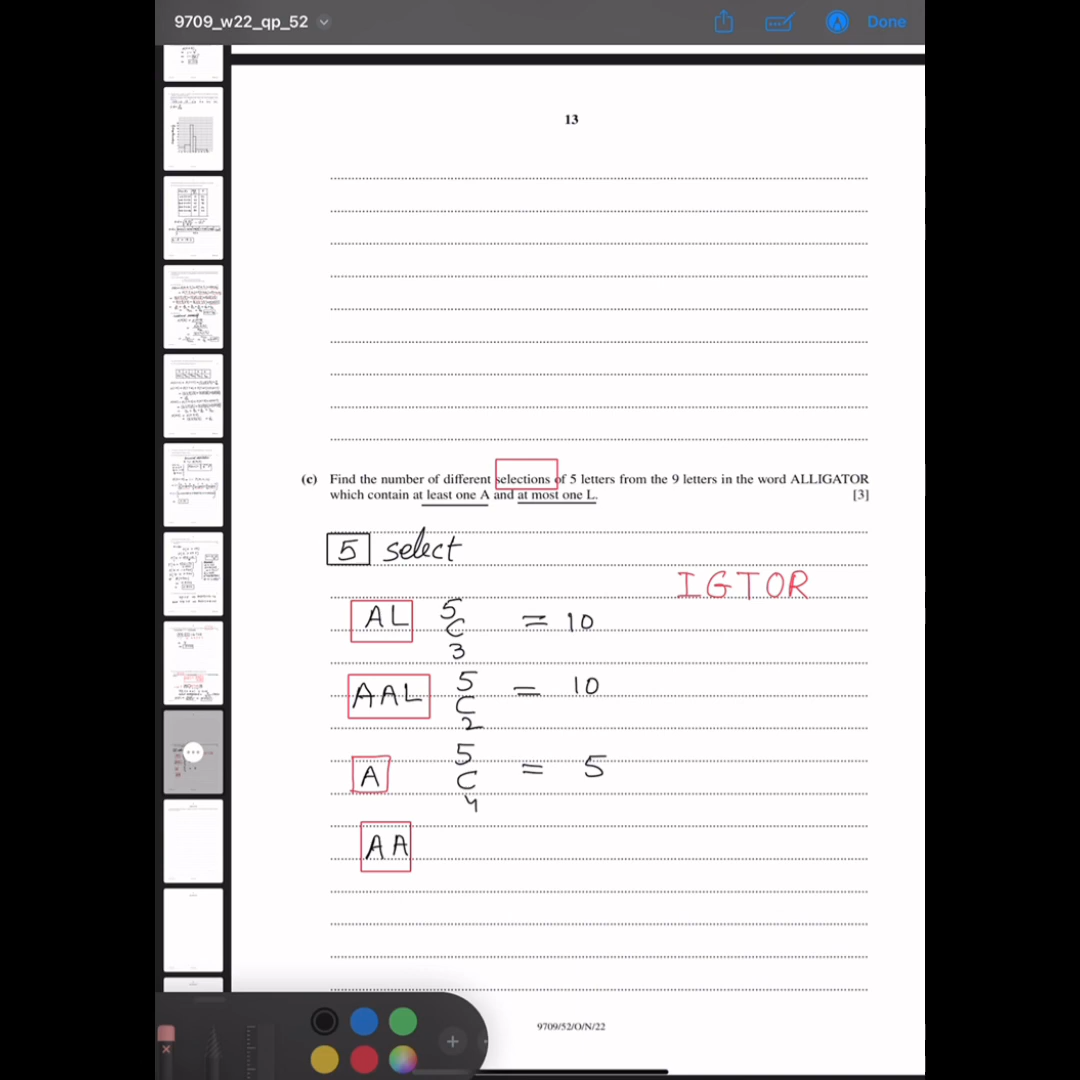 9709_w22_qp_52
Done
13
(c) Find the number of different selections of 5 letters from the 9 letters in the word ALLIGATOR
which contain at least one A and at most one L. [3]
5 select
IGTOR
AL 5C3 = 10
AAL 5C2 = 10
A 5C4 = 5
AA
9709/52/O/N/22